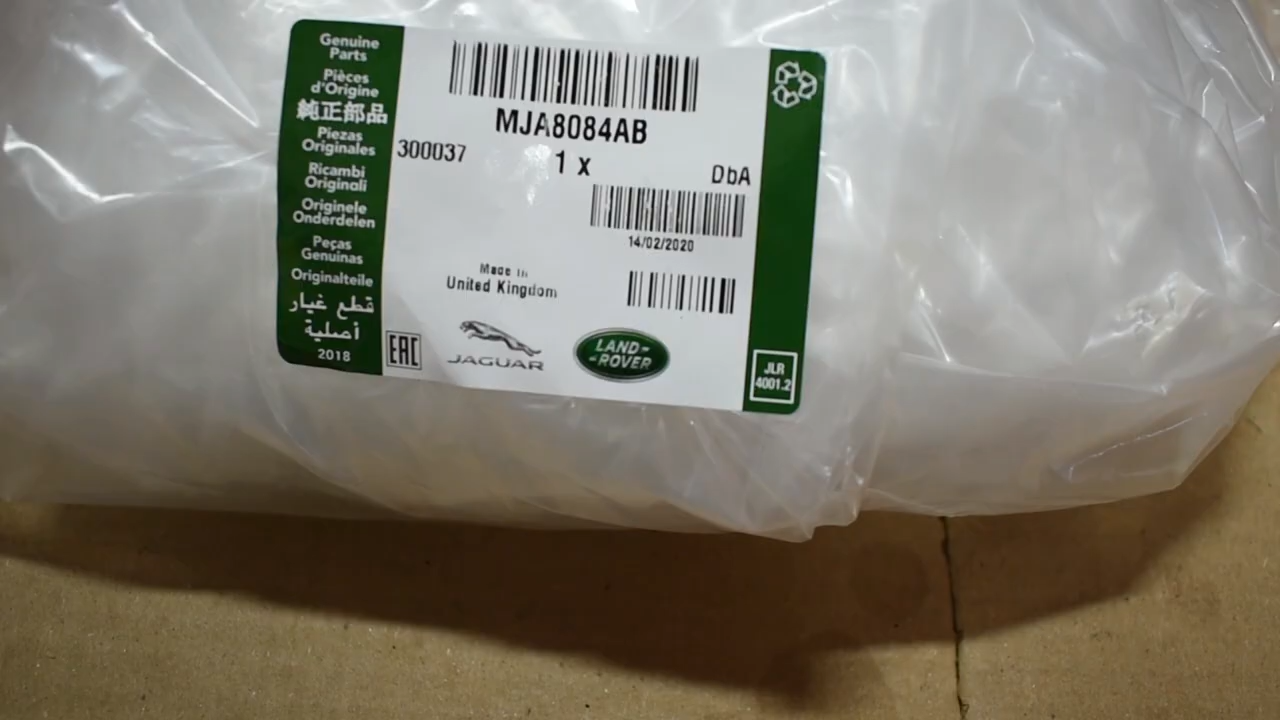 Genuine
Parts
Pièces
d'Origine
純正部品
Piezas
Originales
Ricambi
Originali
Originele
Onderdelen
Peças
Genuínas
Originalteile
قطع غيار
أصلية
2018
MJA8084AB
300037
1 x
DbA
14/02/2020
Made in
United Kingdom
EAC
JAGUAR
LAND-
-ROVER
JLR
4001.2